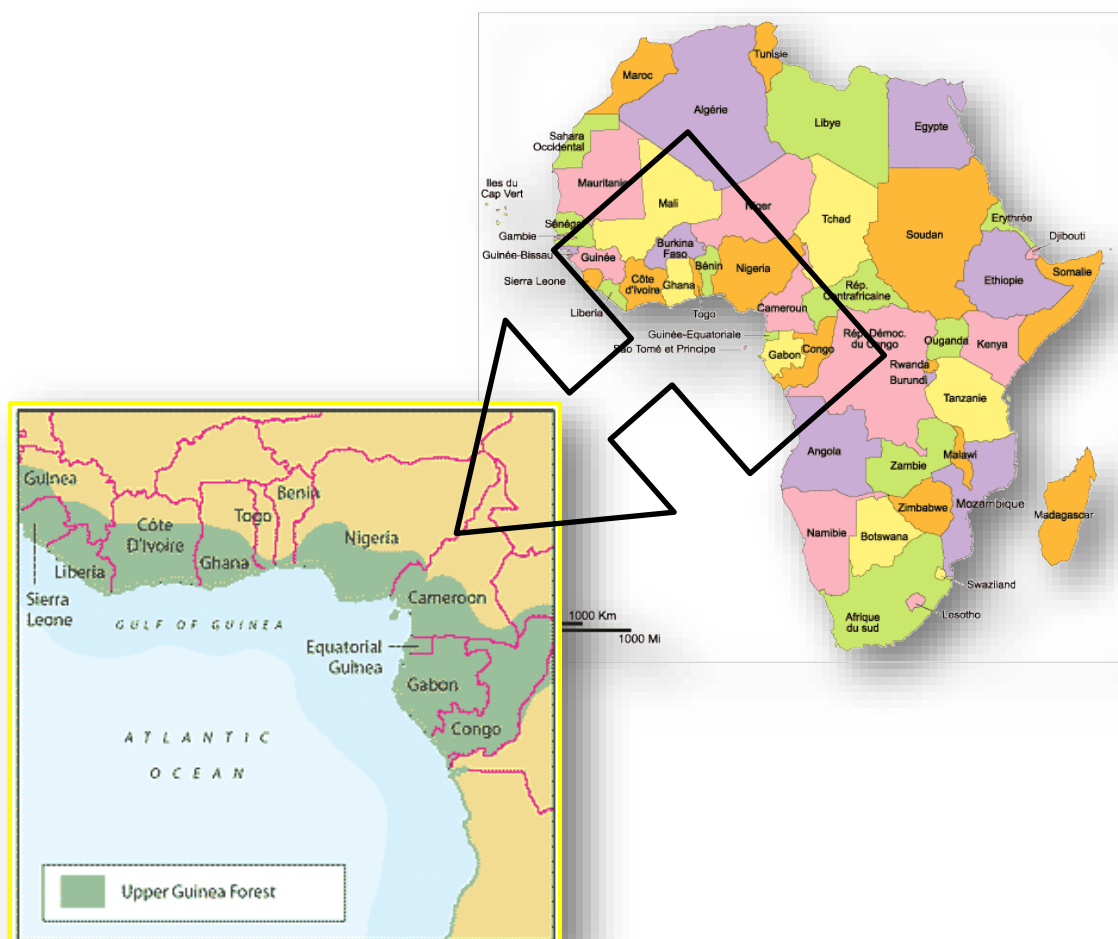 Tunisie
Maroc
Algérie
Libye
Egypte
Sahara
Occidental
Iles du
Cap Vert
Mauritanie
Mali
Niger
Tchad
Soudan
Erythrée
Djibouti
Sénégal
Gambie
Guinée-Bissau
Guinée
Burkina
Faso
Bénin
Nigeria
Ethiopie
Somalie
Sierra Leone
Côte
d'Ivoire
Ghana
Rép.
Centrafricaine
Liberia
Togo
Cameroun
Guinée-Equatoriale
Sao Tomé et Principe
Gabon
Congo
Rép. Démoc.
du Congo
Ouganda
Kenya
Rwanda
Burundi
Tanzanie
Angola
Zambie
Malawi
Mozambique
Zimbabwe
Madagascar
Namibie
Botswana
Swaziland
Lesotho
Afrique
du sud
1000 Km
1000 Mi
Guinea
Côte
D'Ivoire
Togo
Benin
Nigeria
Ghana
Liberia
Sierra
Leone
Cameroon
GULF OF GUINEA
Equatorial
Guinea
Gabon
Congo
ATLANTIC
OCEAN
Upper Guinea Forest